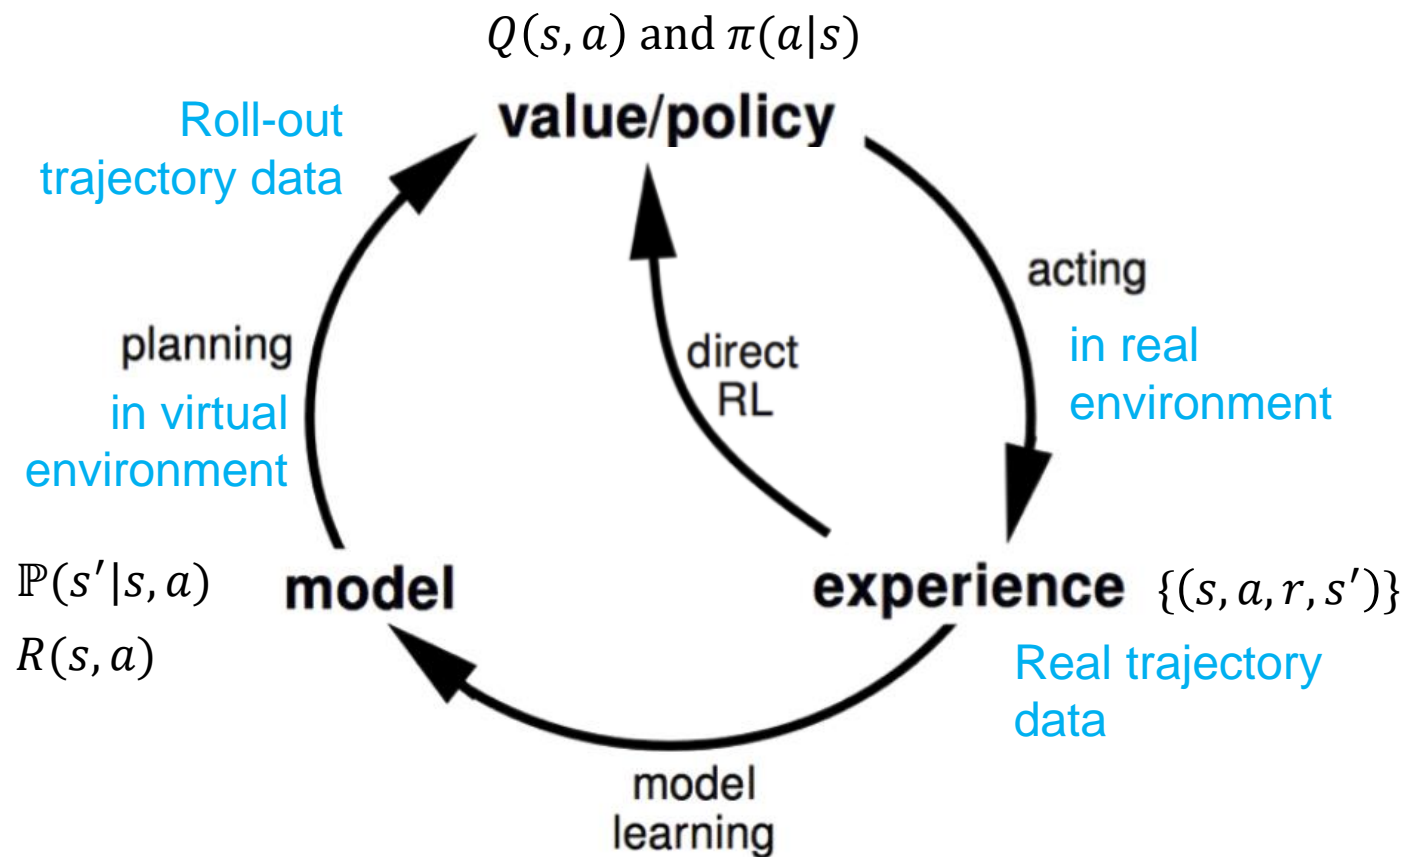 Q(s, a) and π(a|s)
Roll-out
trajectory data
value/policy
acting
in real
environment
planning
in virtual
environment
direct
RL
ℙ(s′|s, a)
R(s, a)
model
experience
{(s, a, r, s′)}
Real trajectory
data
model
learning